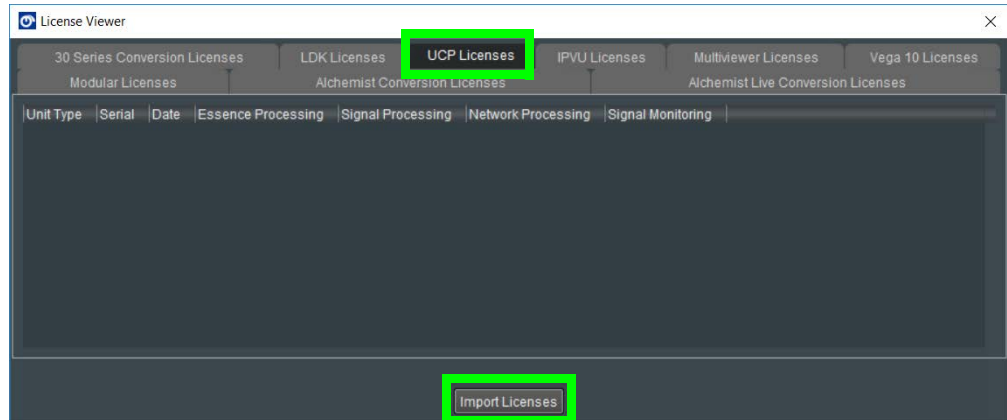 License Viewer
30 Series Conversion Licenses LDK Licenses UCP Licenses IPVU Licenses Multiviewer Licenses Vega 10 Licenses
Modular Licenses Alchemist Conversion Licenses Alchemist Live Conversion Licenses
Unit Type Serial Date Essence Processing Signal Processing Network Processing Signal Monitoring
Import Licenses